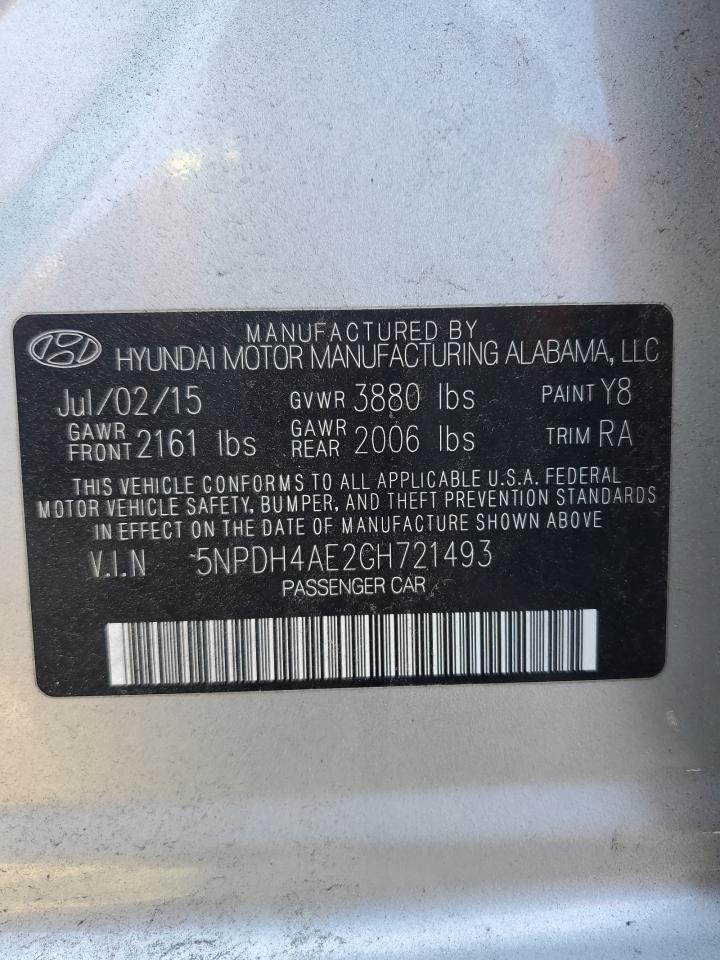 MANUFACTURED BY
HYUNDAI MOTOR MANUFACTURING ALABAMA, LLC
Jul/02/15 GVWR 3880 lbs PAINT Y8
GAWR FRONT 2161 lbs GAWR REAR 2006 lbs TRIM RA
THIS VEHICLE CONFORMS TO ALL APPLICABLE U.S.A. FEDERAL
MOTOR VEHICLE SAFETY, BUMPER, AND THEFT PREVENTION STANDARDS
IN EFFECT ON THE DATE OF MANUFACTURE SHOWN ABOVE
V.I.N 5NPDH4AE2GH721493
PASSENGER CAR